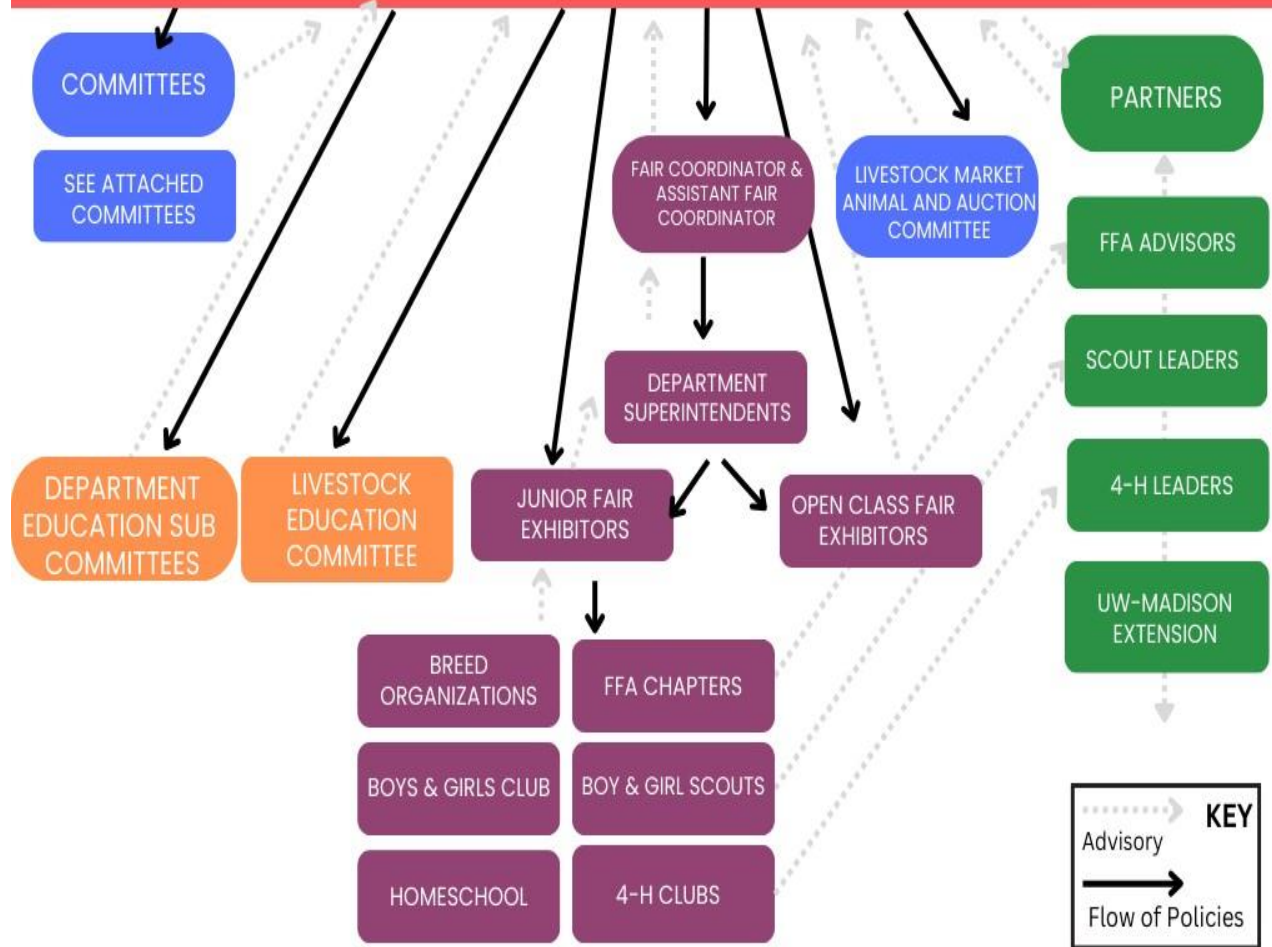 COMMITTEES
SEE ATTACHED
COMMITTEES
FAIR COORDINATOR &
ASSISTANT FAIR
COORDINATOR
LIVESTOCK MARKET
ANIMAL AND AUCTION
COMMITTEE
PARTNERS
FFA ADVISORS
SCOUT LEADERS
4-H LEADERS
UW-MADISON
EXTENSION
DEPARTMENT
SUPERINTENDENTS
DEPARTMENT
EDUCATION SUB
COMMITTEES
LIVESTOCK
EDUCATION
COMMITTEE
JUNIOR FAIR
EXHIBITORS
OPEN CLASS FAIR
EXHIBITORS
BREED
ORGANIZATIONS
FFA CHAPTERS
BOYS & GIRLS CLUB
BOY & GIRL SCOUTS
HOMESCHOOL
4-H CLUBS
KEY
Advisory
Flow of Policies